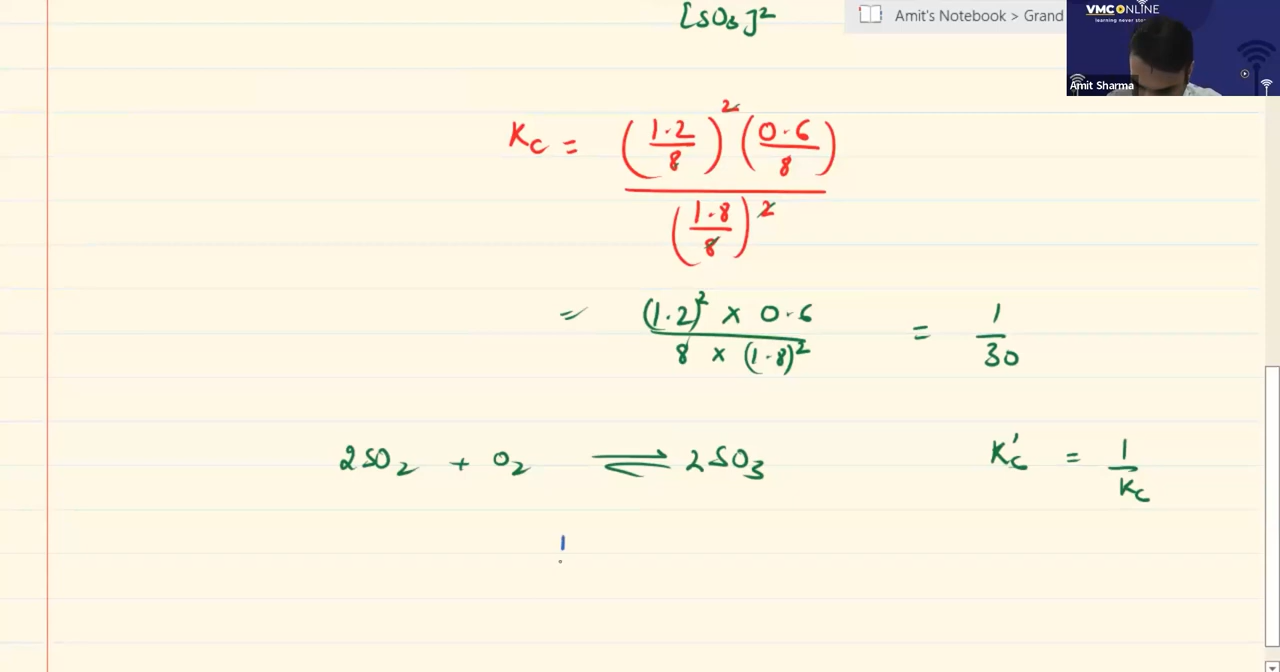 [SO3]²
Amit's Notebook > Grand
VMC ONLINE
Amit Sharma
Kc = (1.2/8)² (0.6/8) / (1.8/8)²
= (1.2)² × 0.6 / 8 × (1.8)² = 1/30
2SO2 + O2 ⇌ 2SO3 K'c = 1/Kc